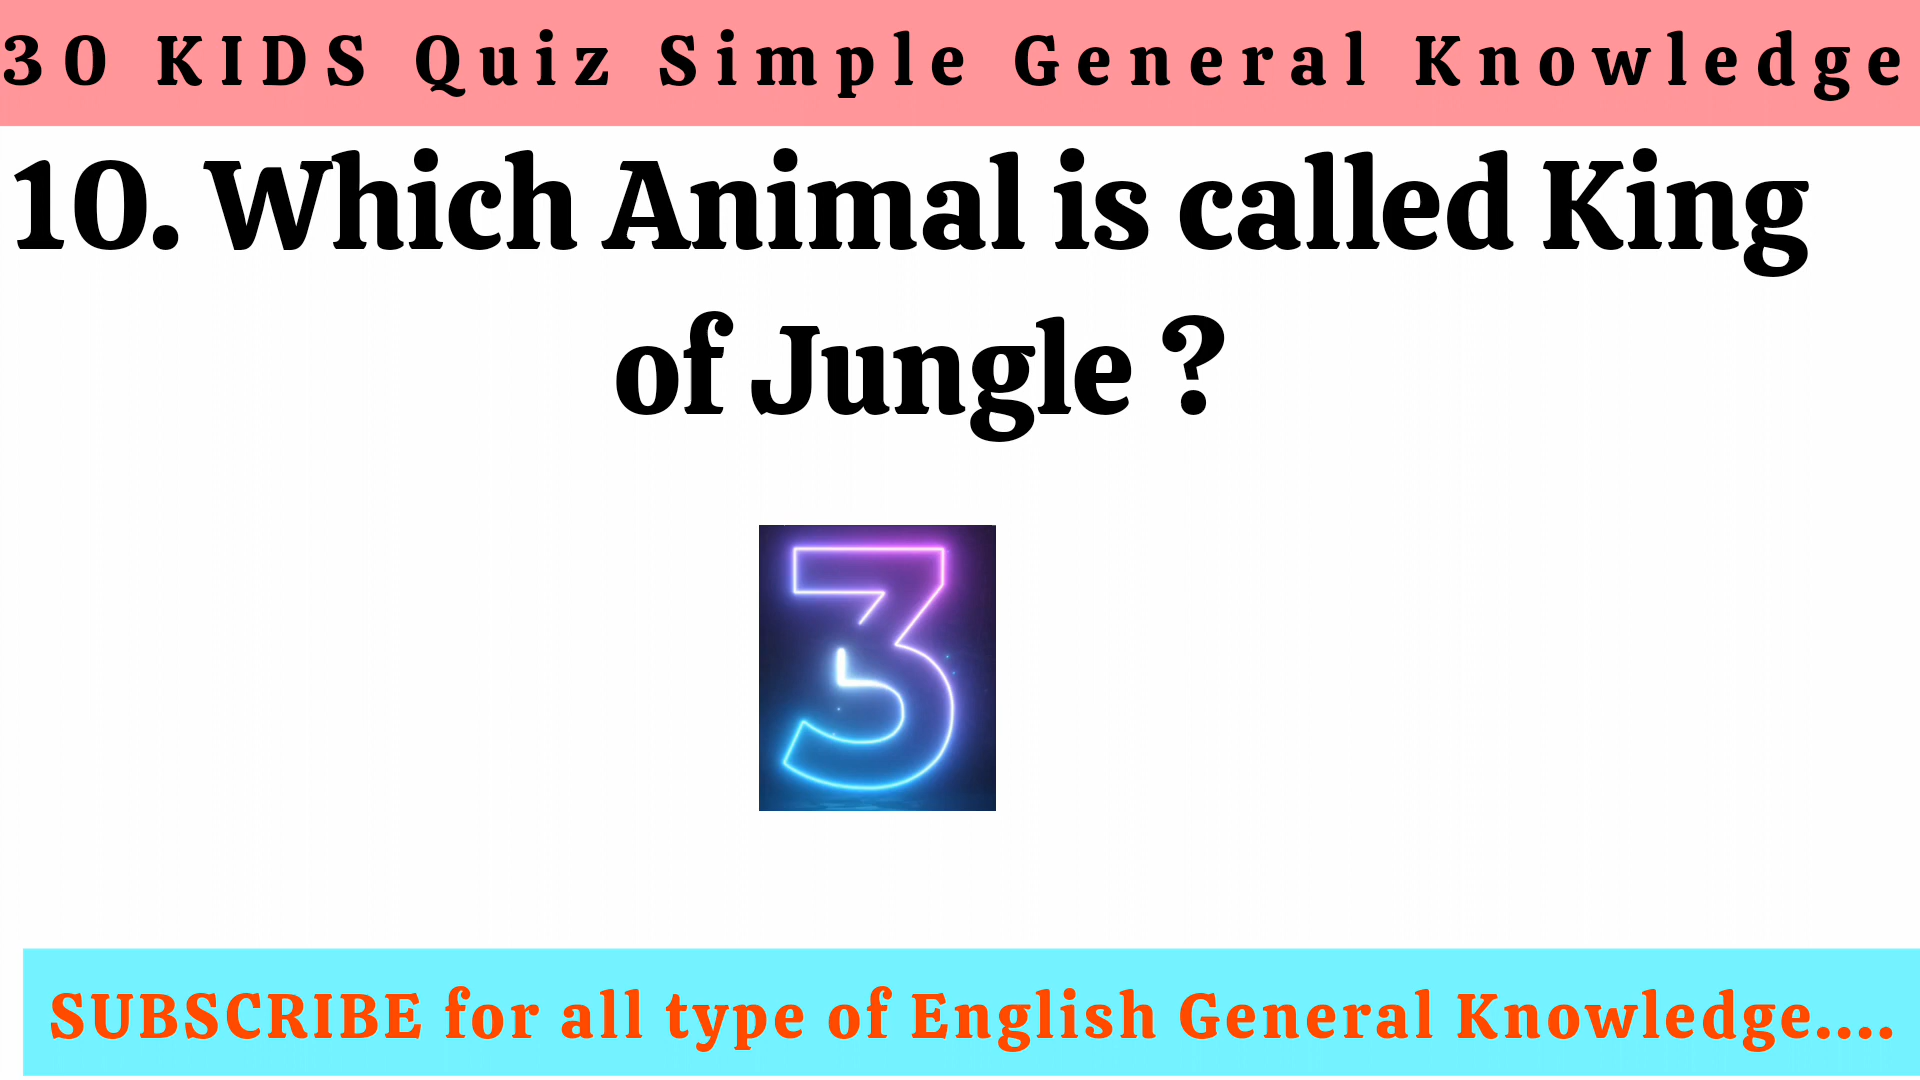 30 KIDS Quiz Simple General Knowledge
10. Which Animal is called King
of Jungle ?
3
SUBSCRIBE for all type of English General Knowledge....